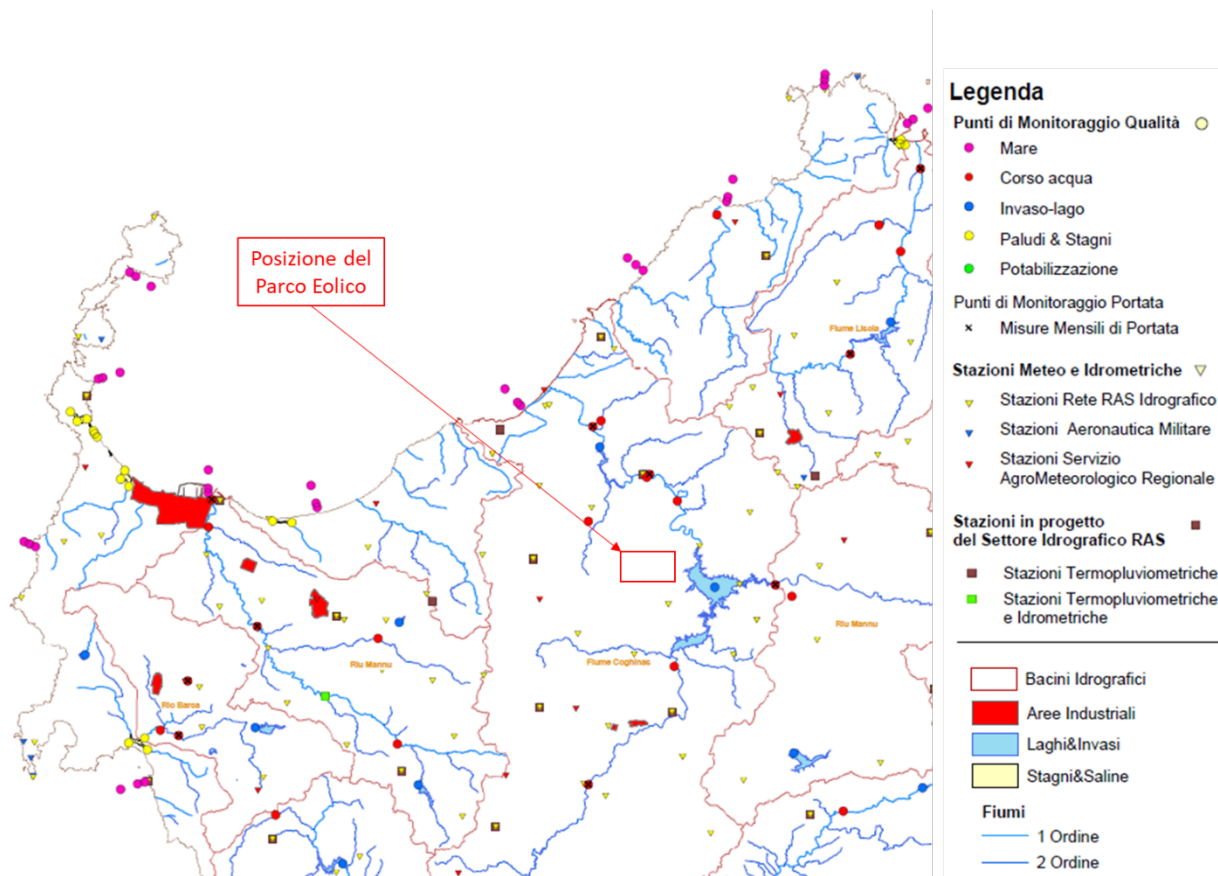 Posizione del
Parco Eolico
Fiume Lisola
Riu Mannu
Fiume Coghinas
Riu Mannu
Rio Baroa
Legenda
Punti di Monitoraggio Qualità
Mare
Corso acqua
Invaso-lago
Paludi & Stagni
Potabilizzazione
Punti di Monitoraggio Portata
Misure Mensili di Portata
Stazioni Meteo e Idrometriche
Stazioni Rete RAS Idrografico
Stazioni Aeronautica Militare
Stazioni Servizio
AgroMeteorologico Regionale
Stazioni in progetto
del Settore Idrografico RAS
Stazioni Termopluviometriche
Stazioni Termopluviometriche
e Idrometriche
Bacini Idrografici
Aree Industriali
Laghi&Invasi
Stagni&Saline
Fiumi
1 Ordine
2 Ordine